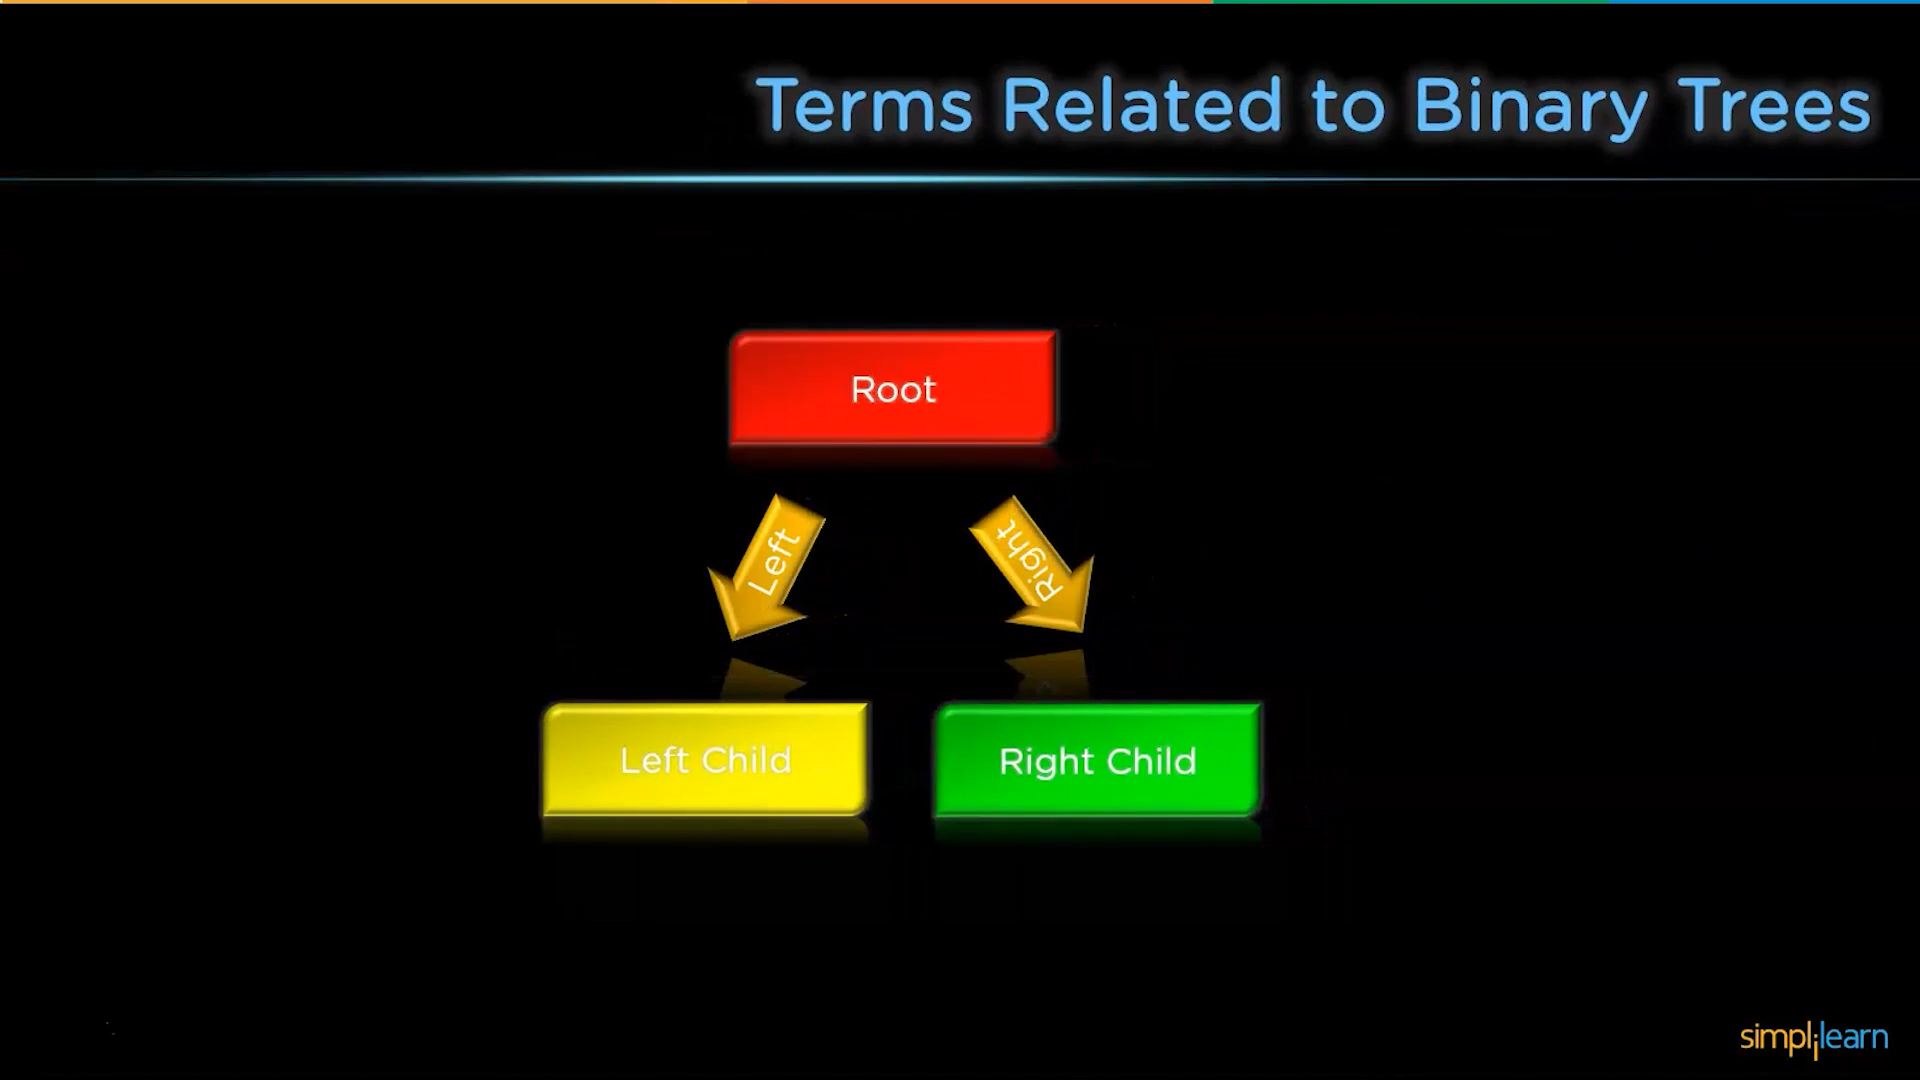 Terms Related to Binary Trees
Root
Left
Right
Left Child
Right Child
simplilearn